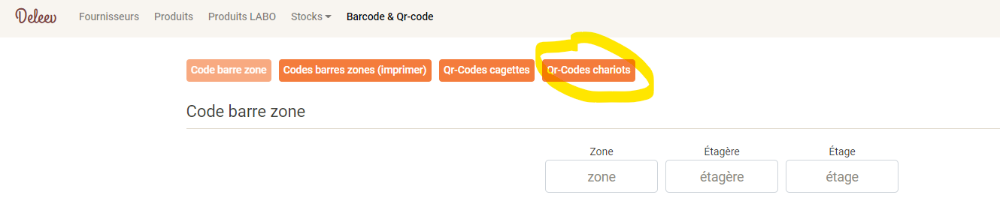 Deleev Fournisseurs Produits Produits LABO Stocks Barcode & Qr-code
Code barre zone Codes barres zones (imprimer) Qr-Codes cagettes Qr-Codes chariots
Code barre zone
Zone Étagère Étage
zone étagère étage